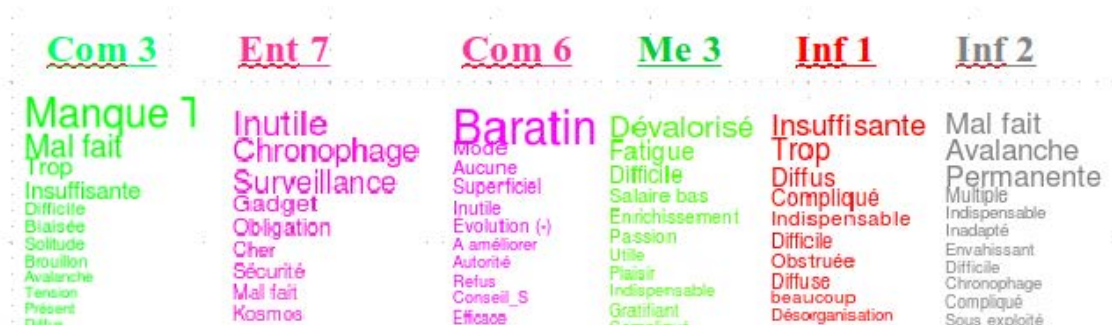 Com 3
Manque T
Mal fait
Trop
Insuffisante
Difficile
Biaisée
Solitude
Brouillon
Avalanche
Tension
Présent
Diffus
Ent 7
Inutile
Chronophage
Surveillance
Gadget
Obligation
Cher
Sécurité
Mal fait
Kosmos
Com 6
Baratin
Mode
Aucune
Superficiel
Inutile
Evolution (-)
A améliorer
Autorité
Refus
Conseil_S
Efficace
Me 3
Dévalorisé
Fatigue
Difficile
Salaire bas
Enrichissement
Passion
Utile
Plaisir
Indispensable
Gratifiant
Compliqué
Inf 1
Insuffisante
Trop
Diffus
Compliqué
Indispensable
Difficile
Obstruée
Diffuse
beaucoup
Désorganisation
Inf 2
Mal fait
Avalanche
Permanente
Multiple
Indispensable
Inadapté
Envahissant
Difficile
Chronophage
Compliqué
Sous exploité